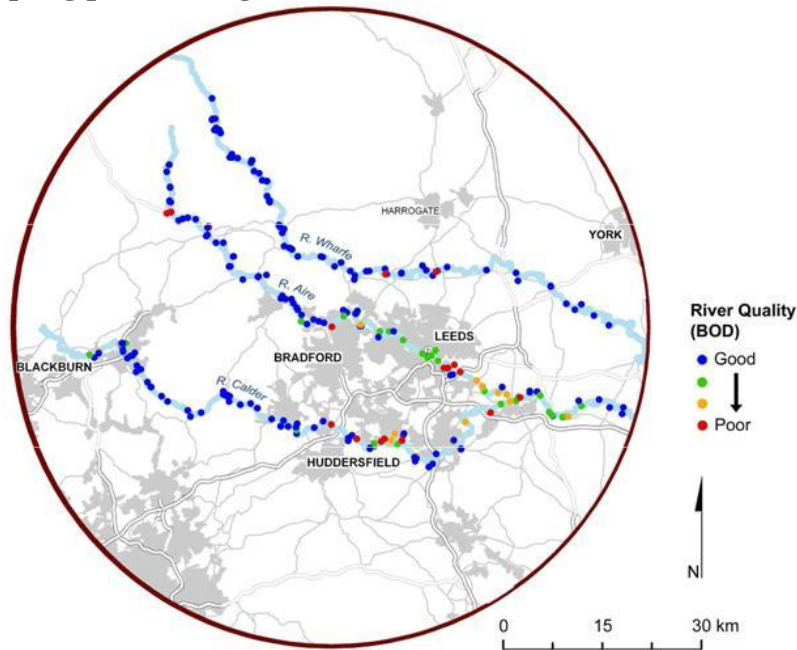 HARROGATE
YORK
R. Wharfe
R. Aire
LEEDS
BRADFORD
BLACKBURN
R. Calder
HUDDERSFIELD
River Quality
(BOD)
Good
Poor
N
0 15 30 km